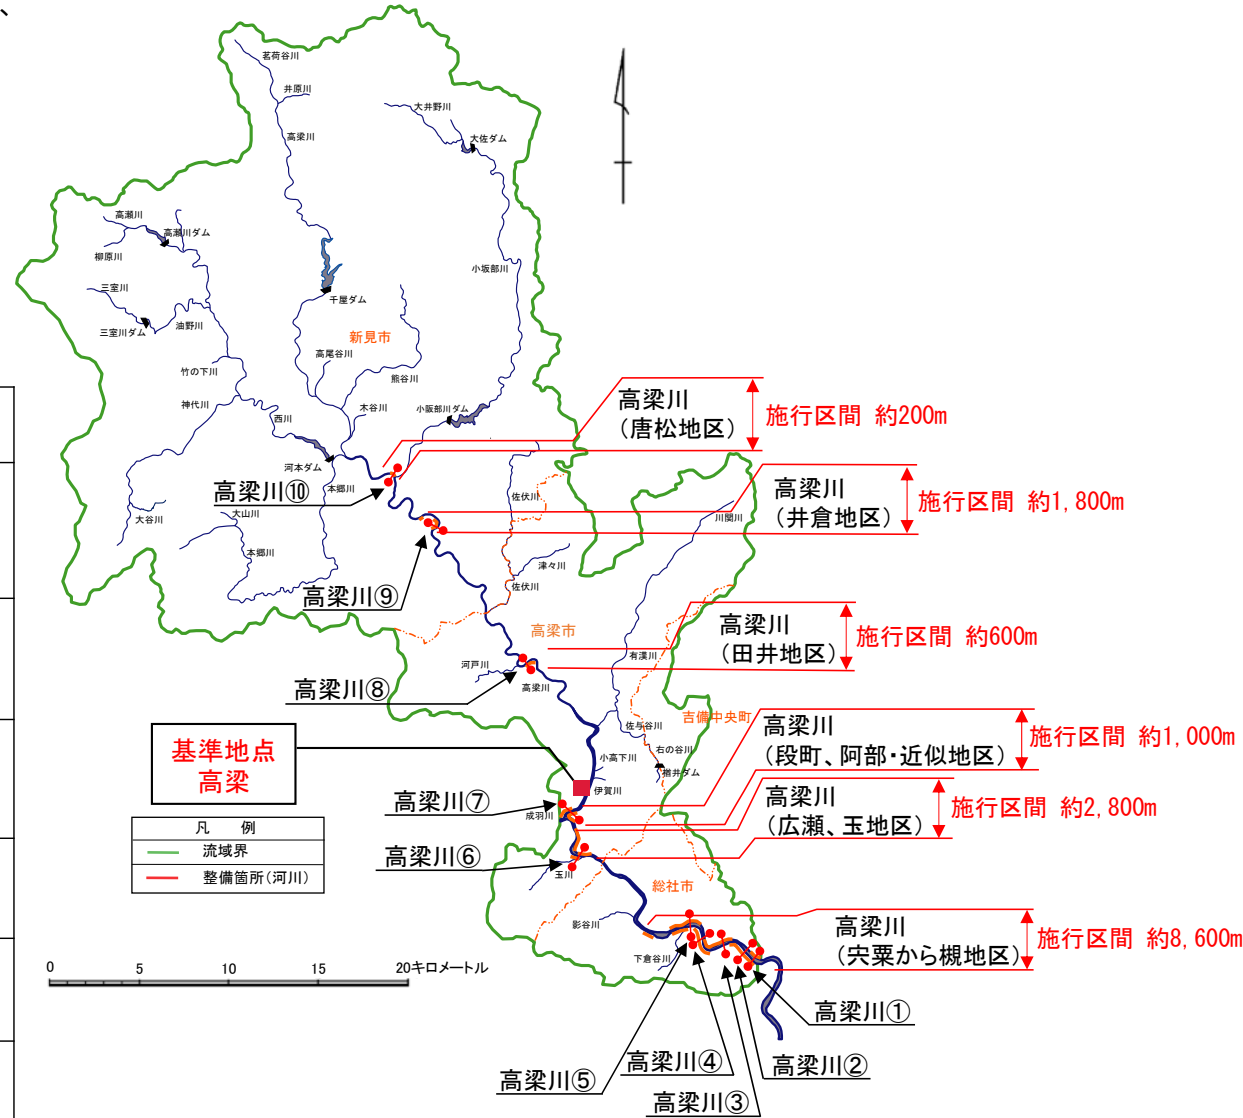 、
茗荷谷川
井原川
高梁川
大井野川
大佐ダム
高瀬川
高瀬川ダム
柳原川
三室川
三室川ダム
油野川
小坂部川
千屋ダム
新見市
高尾谷川
熊谷川
竹の下川
神代川
西川
木谷川
小阪部川ダム
河本ダム
本郷川
大谷川
大山川
本郷川
佐伏川
川関川
津々川
佐伏川
高梁川
(唐松地区)
施行区間 約200m
高梁川⑩
高梁川
(井倉地区)
施行区間 約1,800m
高梁川⑨
高梁市
高梁川
(田井地区)
施行区間 約600m
有漢川
河戸川
高梁川
高梁川⑧
佐与谷川
吉備中央町
右の谷川
楢井ダム
高梁川
(段町、阿部・近似地区)
施行区間 約1,000m
基準地点
高梁
小高下川
伊賀川
高梁川⑦
成羽川
高梁川
(広瀬、玉地区)
施行区間 約2,800m
凡 例
流域界
整備箇所(河川)
高梁川⑥
玉川
総社市
影谷川
下倉谷川
高梁川
(宍粟から槻地区)
施行区間 約8,600m
0 5 10 15 20キロメートル
高梁川①
高梁川②
高梁川④
高梁川⑤
高梁川③